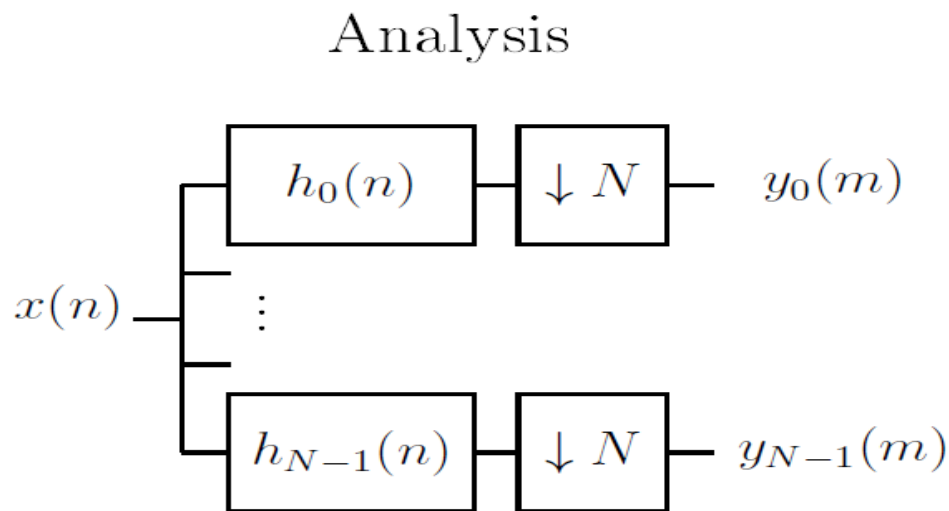 Analysis
h₀(n) ↓ N y₀(m)
x(n) ⋮
h_{N−1}(n) ↓ N y_{N−1}(m)